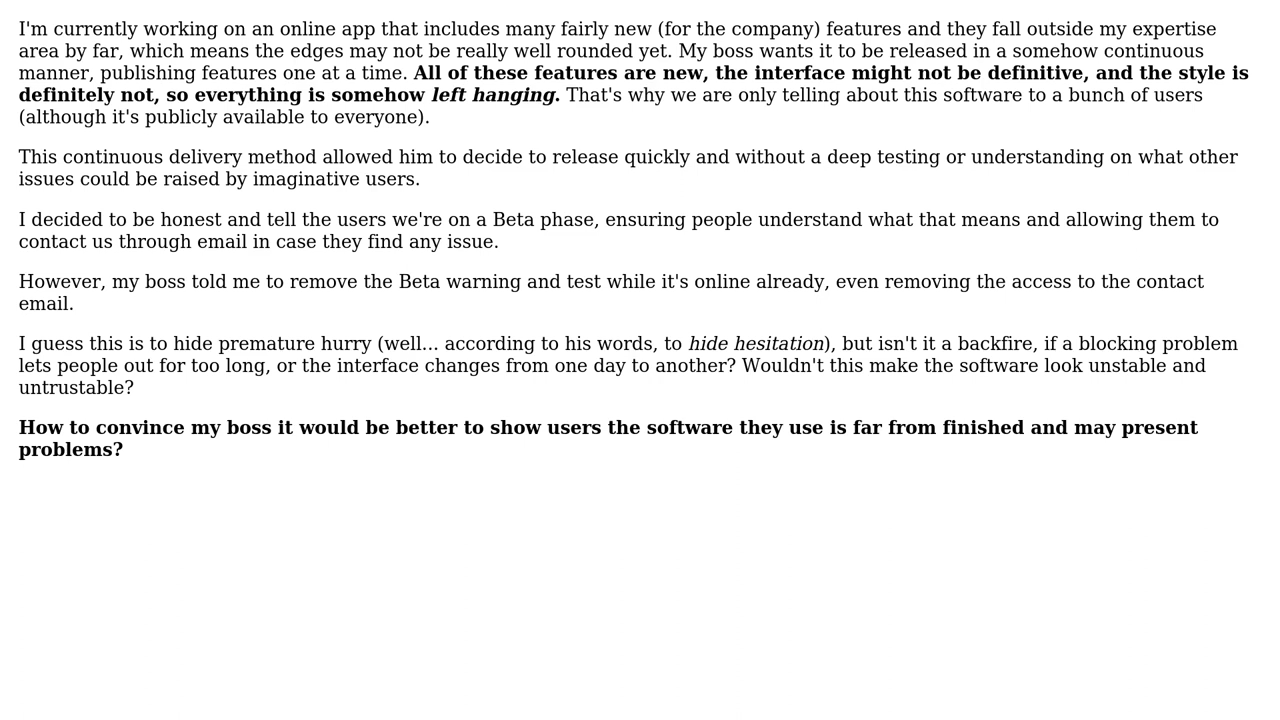 I'm currently working on an online app that includes many fairly new (for the company) features and they fall outside my expertise
area by far, which means the edges may not be really well rounded yet. My boss wants it to be released in a somehow continuous
manner, publishing features one at a time. All of these features are new, the interface might not be definitive, and the style is
definitely not, so everything is somehow left hanging. That's why we are only telling about this software to a bunch of users
(although it's publicly available to everyone).
This continuous delivery method allowed him to decide to release quickly and without a deep testing or understanding on what other
issues could be raised by imaginative users.
I decided to be honest and tell the users we're on a Beta phase, ensuring people understand what that means and allowing them to
contact us through email in case they find any issue.
However, my boss told me to remove the Beta warning and test while it's online already, even removing the access to the contact
email.
I guess this is to hide premature hurry (well... according to his words, to hide hesitation), but isn't it a backfire, if a blocking problem
lets people out for too long, or the interface changes from one day to another? Wouldn't this make the software look unstable and
untrustable?
How to convince my boss it would be better to show users the software they use is far from finished and may present
problems?